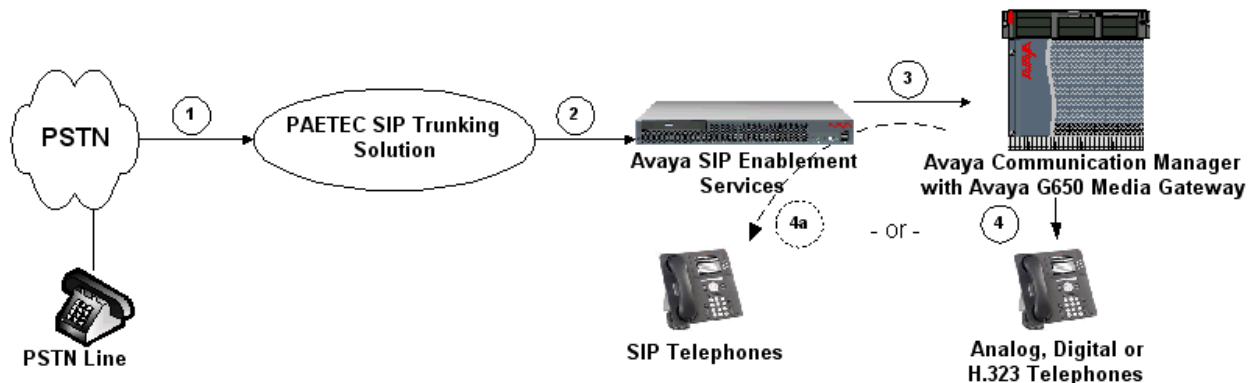 PSTN
1
PAETEC SIP Trunking
Solution
2
3
Avaya SIP Enablement
Services
Avaya Communication Manager
with Avaya G650 Media Gateway
4a
- or -
4
PSTN Line
SIP Telephones
Analog, Digital or
H.323 Telephones